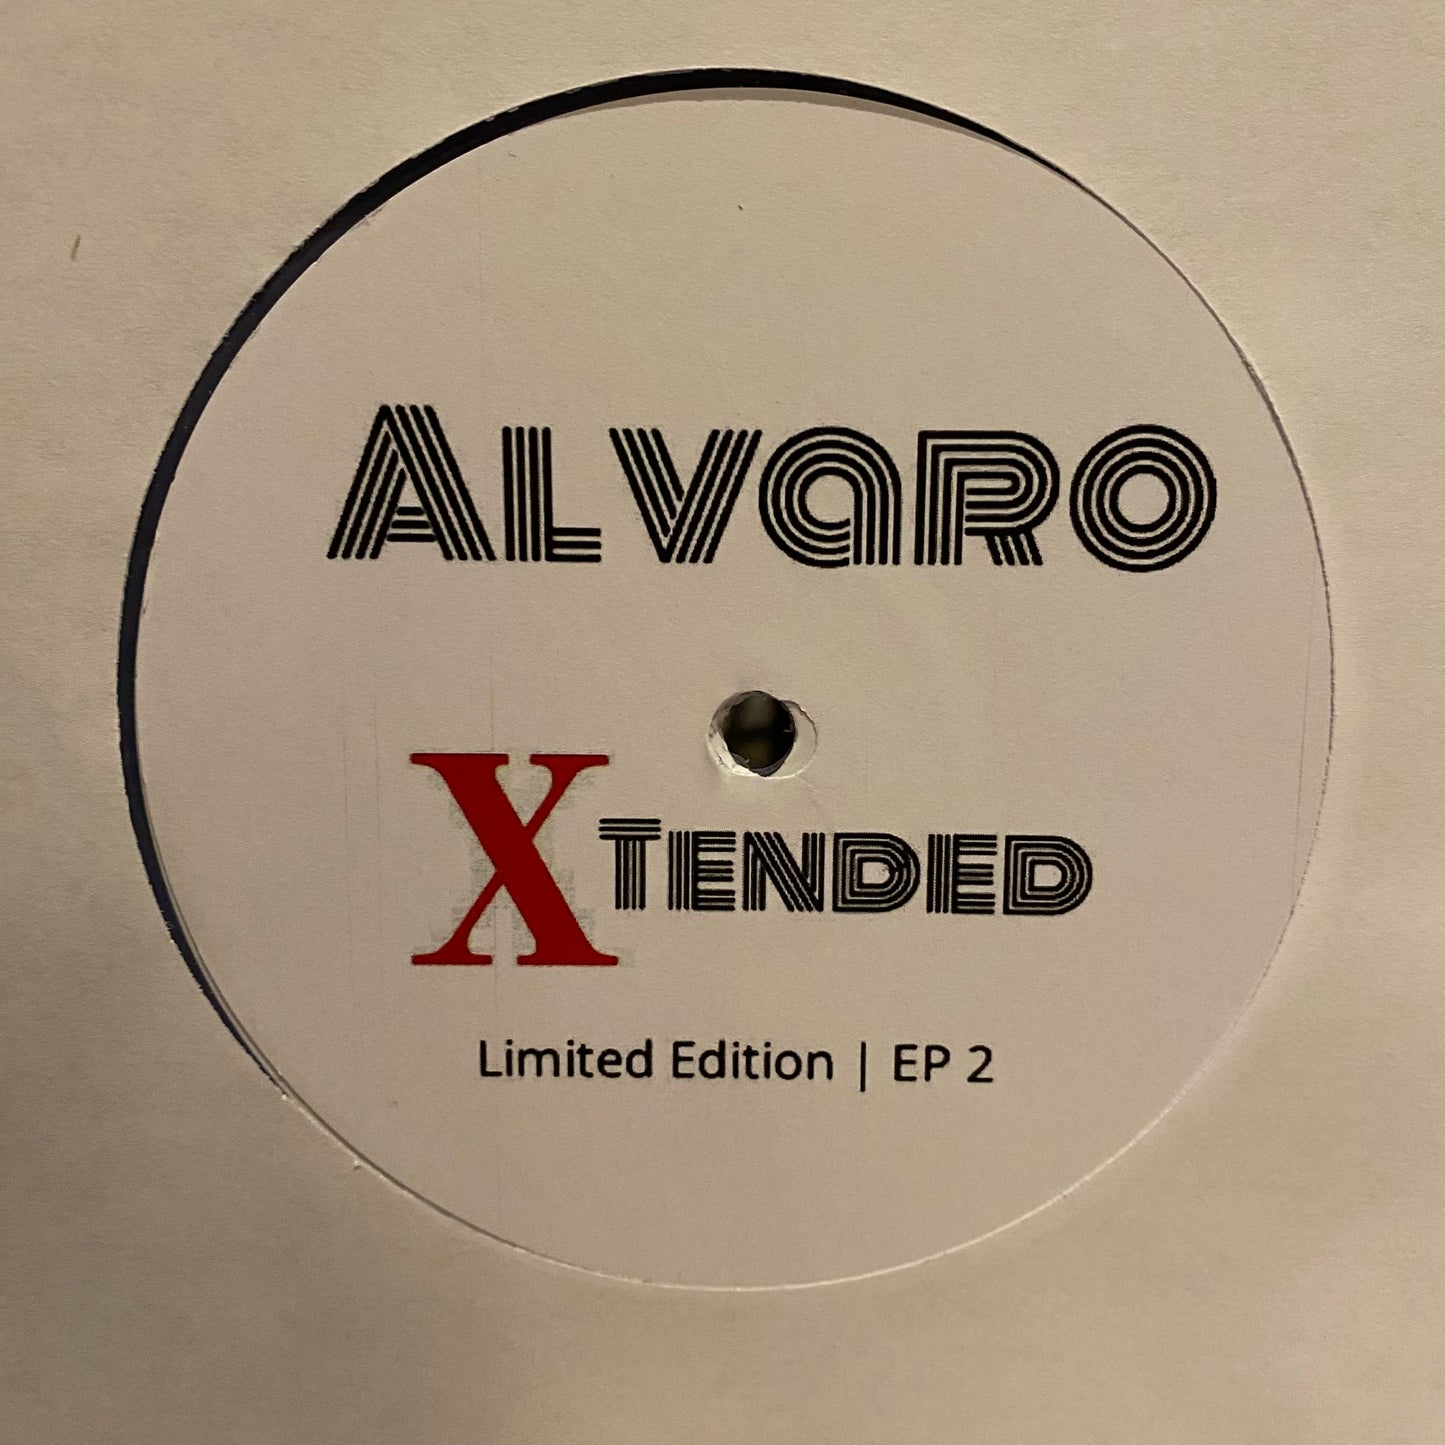 Alvaro
XTended
Limited Edition | EP 2